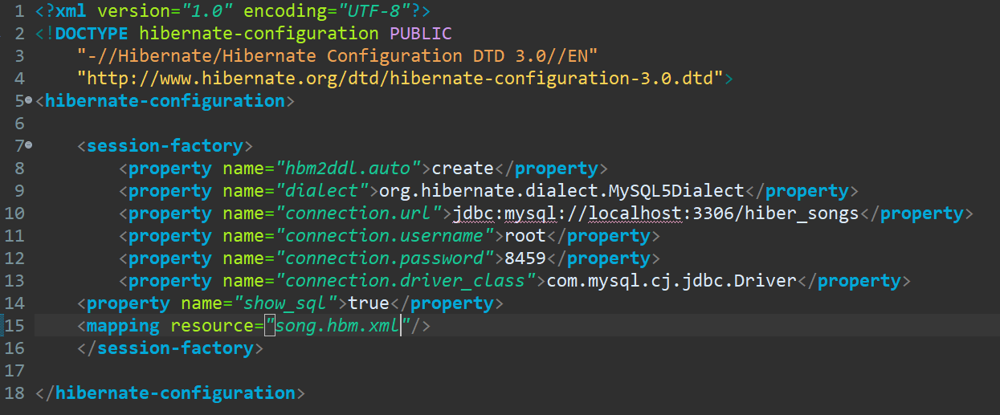 1 <?xml version="1.0" encoding="UTF-8"?>
2 <!DOCTYPE hibernate-configuration PUBLIC
3     "-//Hibernate/Hibernate Configuration DTD 3.0//EN"
4     "http://www.hibernate.org/dtd/hibernate-configuration-3.0.dtd">
5 <hibernate-configuration>
6
7     <session-factory>
8         <property name="hbm2ddl.auto">create</property>
9         <property name="dialect">org.hibernate.dialect.MySQL5Dialect</property>
10         <property name="connection.url">jdbc:mysql://localhost:3306/hiber_songs</property>
11         <property name="connection.username">root</property>
12         <property name="connection.password">8459</property>
13         <property name="connection.driver_class">com.mysql.cj.jdbc.Driver</property>
14     <property name="show_sql">true</property>
15     <mapping resource="song.hbm.xml"/>
16     </session-factory>
17
18 </hibernate-configuration>